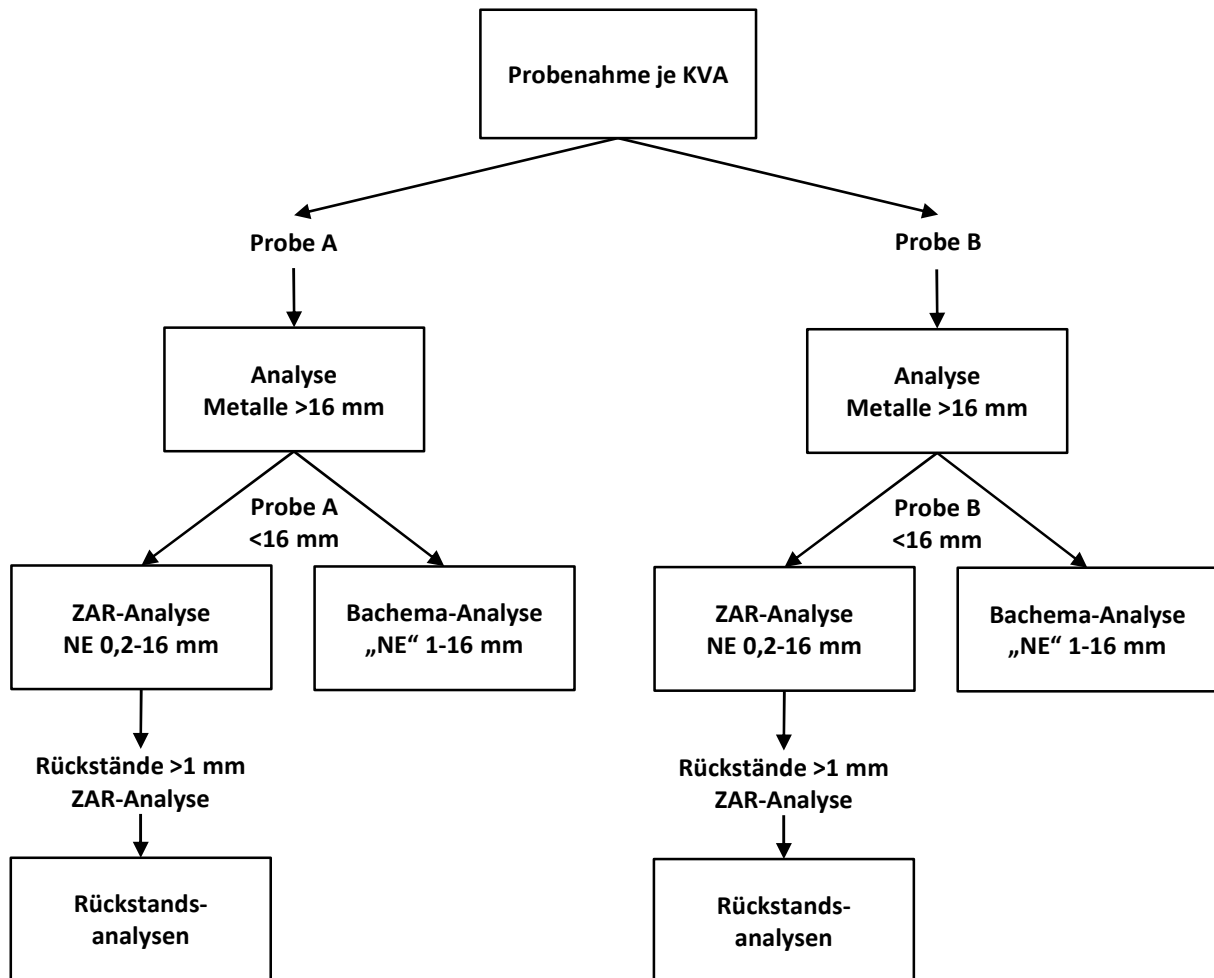 Probenahme je KVA
Probe A
Probe B
Analyse
Metalle >16 mm
Analyse
Metalle >16 mm
Probe A
<16 mm
Probe B
<16 mm
ZAR-Analyse
NE 0,2-16 mm
Bachema-Analyse
„NE“ 1-16 mm
ZAR-Analyse
NE 0,2-16 mm
Bachema-Analyse
„NE“ 1-16 mm
Rückstände >1 mm
ZAR-Analyse
Rückstände >1 mm
ZAR-Analyse
Rückstands-
analysen
Rückstands-
analysen